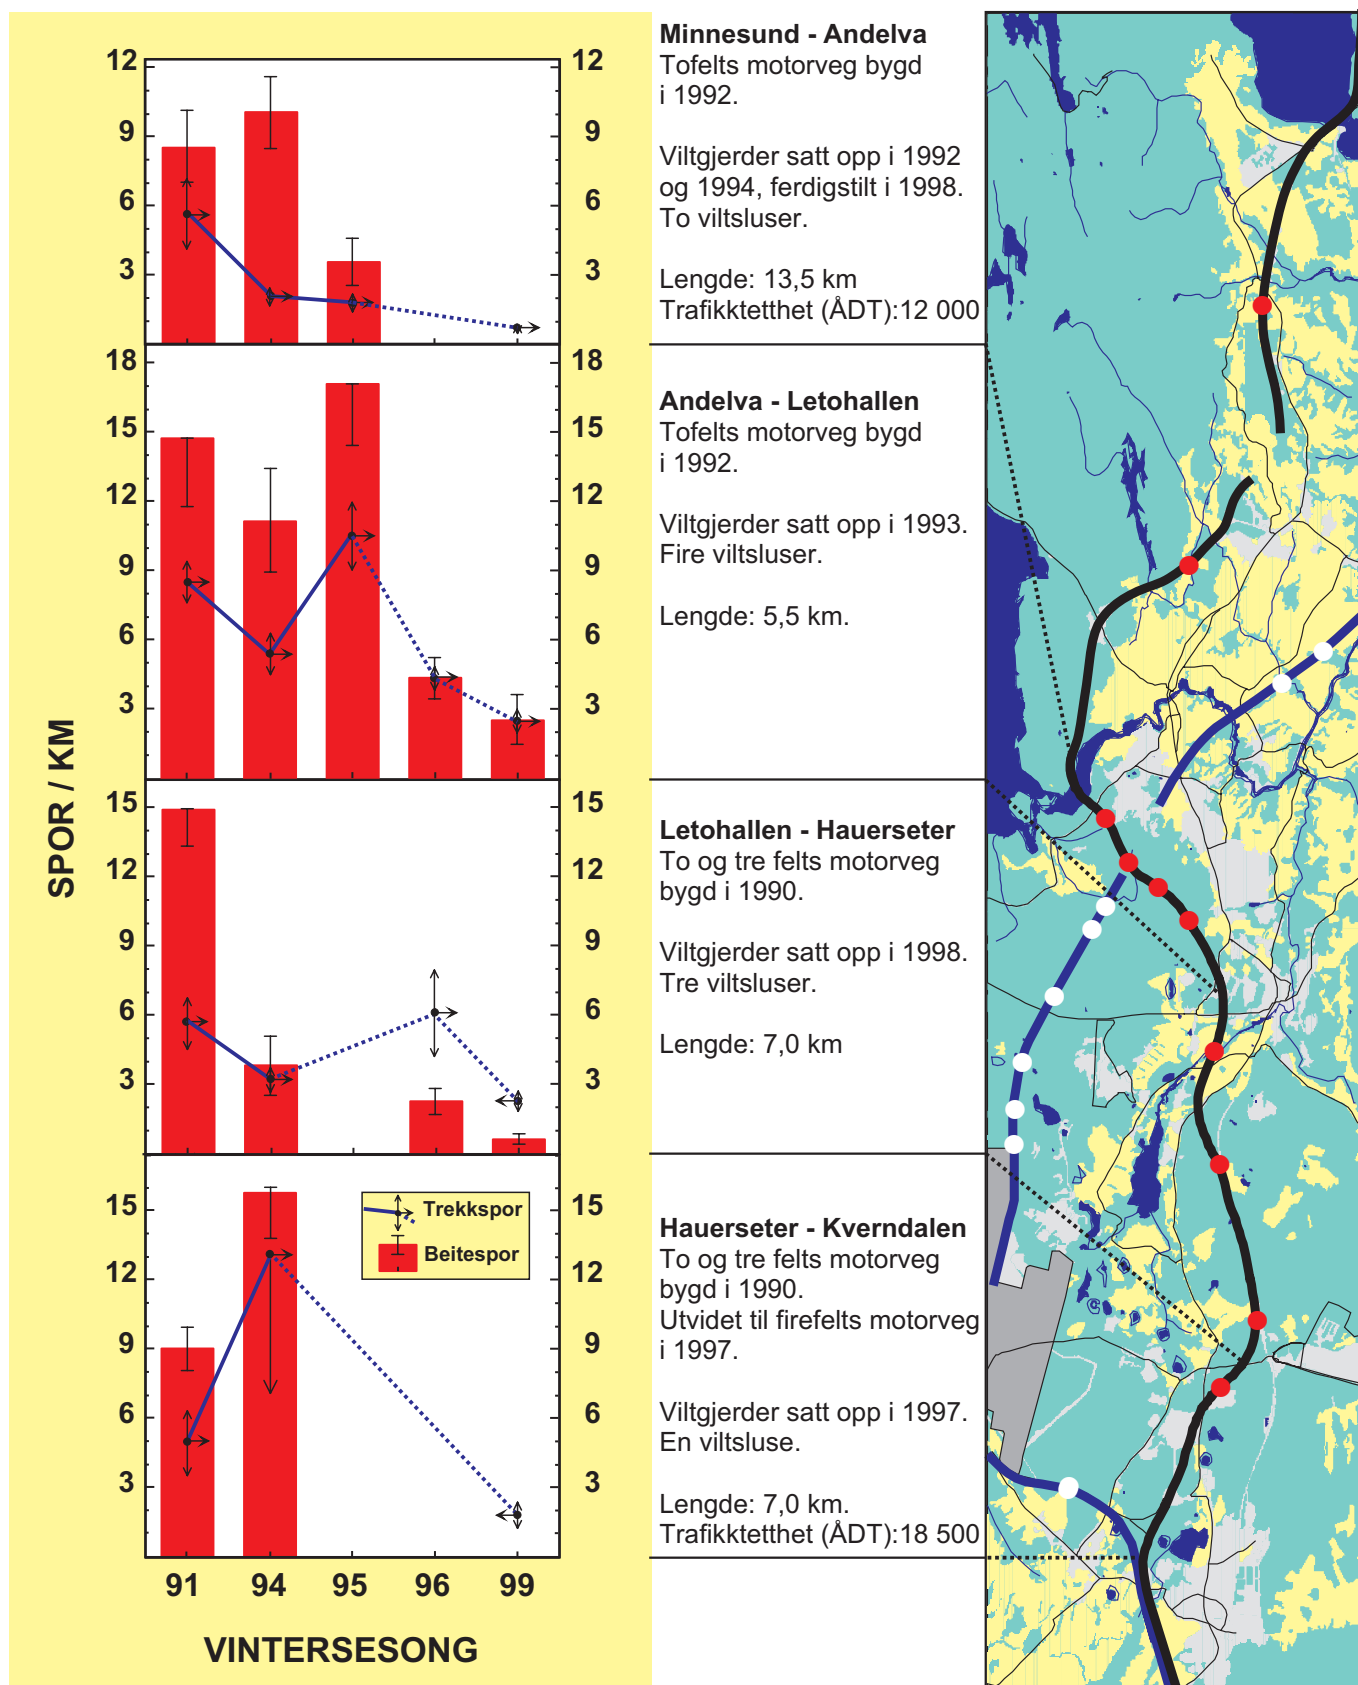 12
9
6
3
12
9
6
3
Minnesund - Andelva
Tofelts motorveg bygd
i 1992.
Viltgjerder satt opp i 1992
og 1994, ferdigstilt i 1998.
To viltsluser.
Lengde: 13,5 km
Trafikktetthet (ÅDT):12 000
18
15
12
9
6
3
18
15
12
9
6
3
Andelva - Letohallen
Tofelts motorveg bygd
i 1992.
Viltgjerder satt opp i 1993.
Fire viltsluser.
Lengde: 5,5 km.
SPOR / KM
15
12
9
6
3
15
12
9
6
3
Letohallen - Hauerseter
To og tre felts motorveg
bygd i 1990.
Viltgjerder satt opp i 1998.
Tre viltsluser.
Lengde: 7,0 km
15
12
9
6
3
Trekkspor
Beitespor
15
12
9
6
3
Hauerseter - Kverndalen
To og tre felts motorveg
bygd i 1990.
Utvidet til firefelts motorveg
i 1997.
Viltgjerder satt opp i 1997.
En viltsluse.
Lengde: 7,0 km.
Trafikktetthet (ÅDT):18 500
91 94 95 96 99
VINTERSESONG